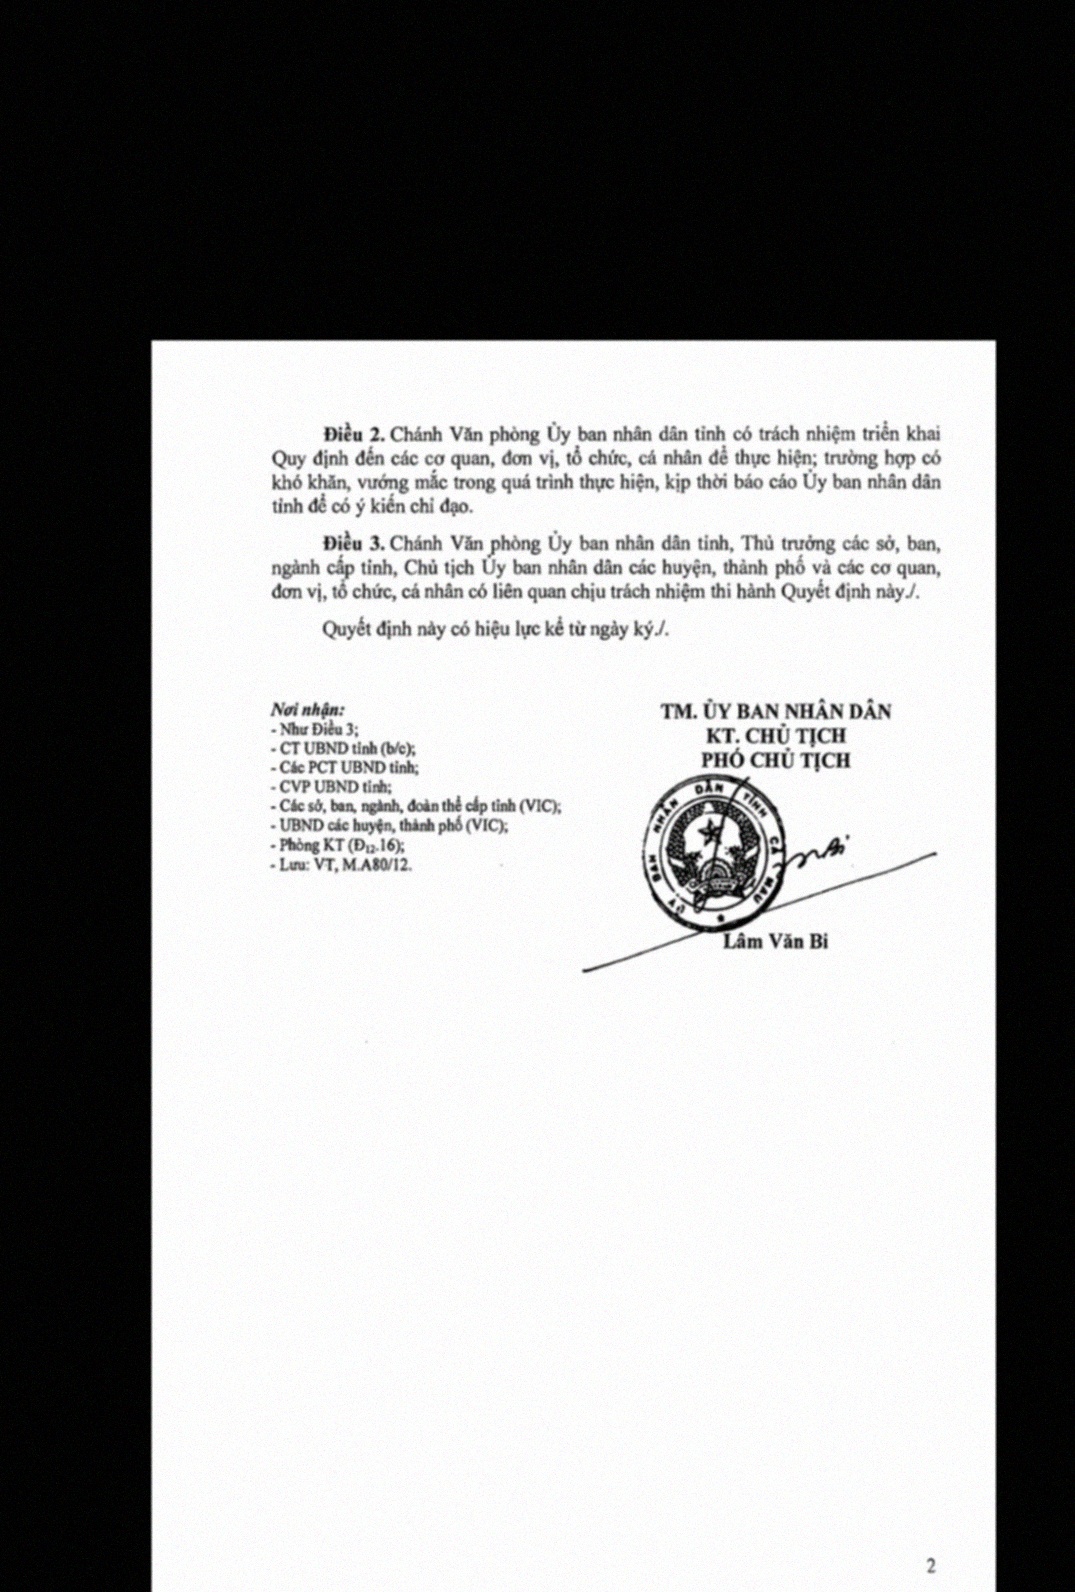 Điều 2. Chánh Văn phòng Ủy ban nhân dân tỉnh có trách nhiệm triển khai
Quy định đến các cơ quan, đơn vị, tổ chức, cá nhân để thực hiện; trường hợp có
khó khăn, vướng mắc trong quá trình thực hiện, kịp thời báo cáo Ủy ban nhân dân
tỉnh để có ý kiến chỉ đạo.
Điều 3. Chánh Văn phòng Ủy ban nhân dân tỉnh, Thủ trưởng các sở, ban,
ngành cấp tỉnh, Chủ tịch Ủy ban nhân dân các huyện, thành phố và các cơ quan,
đơn vị, tổ chức, cá nhân có liên quan chịu trách nhiệm thi hành Quyết định này./.
Quyết định này có hiệu lực kể từ ngày ký./.
Nơi nhận:
- Như Điều 3;
- CT UBND tỉnh (b/c);
- Các PCT UBND tỉnh;
- CVP UBND tỉnh;
- Các sở, ban, ngành, đoàn thể cấp tỉnh (VIC);
- UBND các huyện, thành phố (VIC);
- Phòng KT (Đ12.16);
- Lưu: VT, M.A80/12.
TM. ỦY BAN NHÂN DÂN
KT. CHỦ TỊCH
PHÓ CHỦ TỊCH
ỦY BAN NHÂN DÂN TỈNH CÀ MAU
Lâm Văn Bi
2